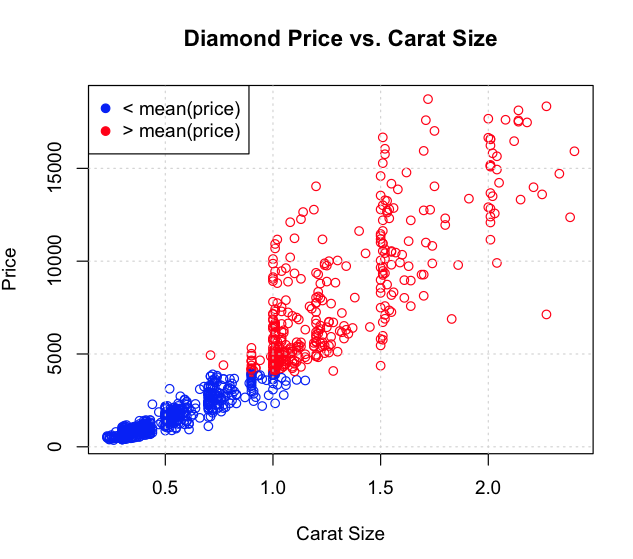 Diamond Price vs. Carat Size
< mean(price)
> mean(price)
Price
15000
10000
5000
0
0.5 1.0 1.5 2.0
Carat Size